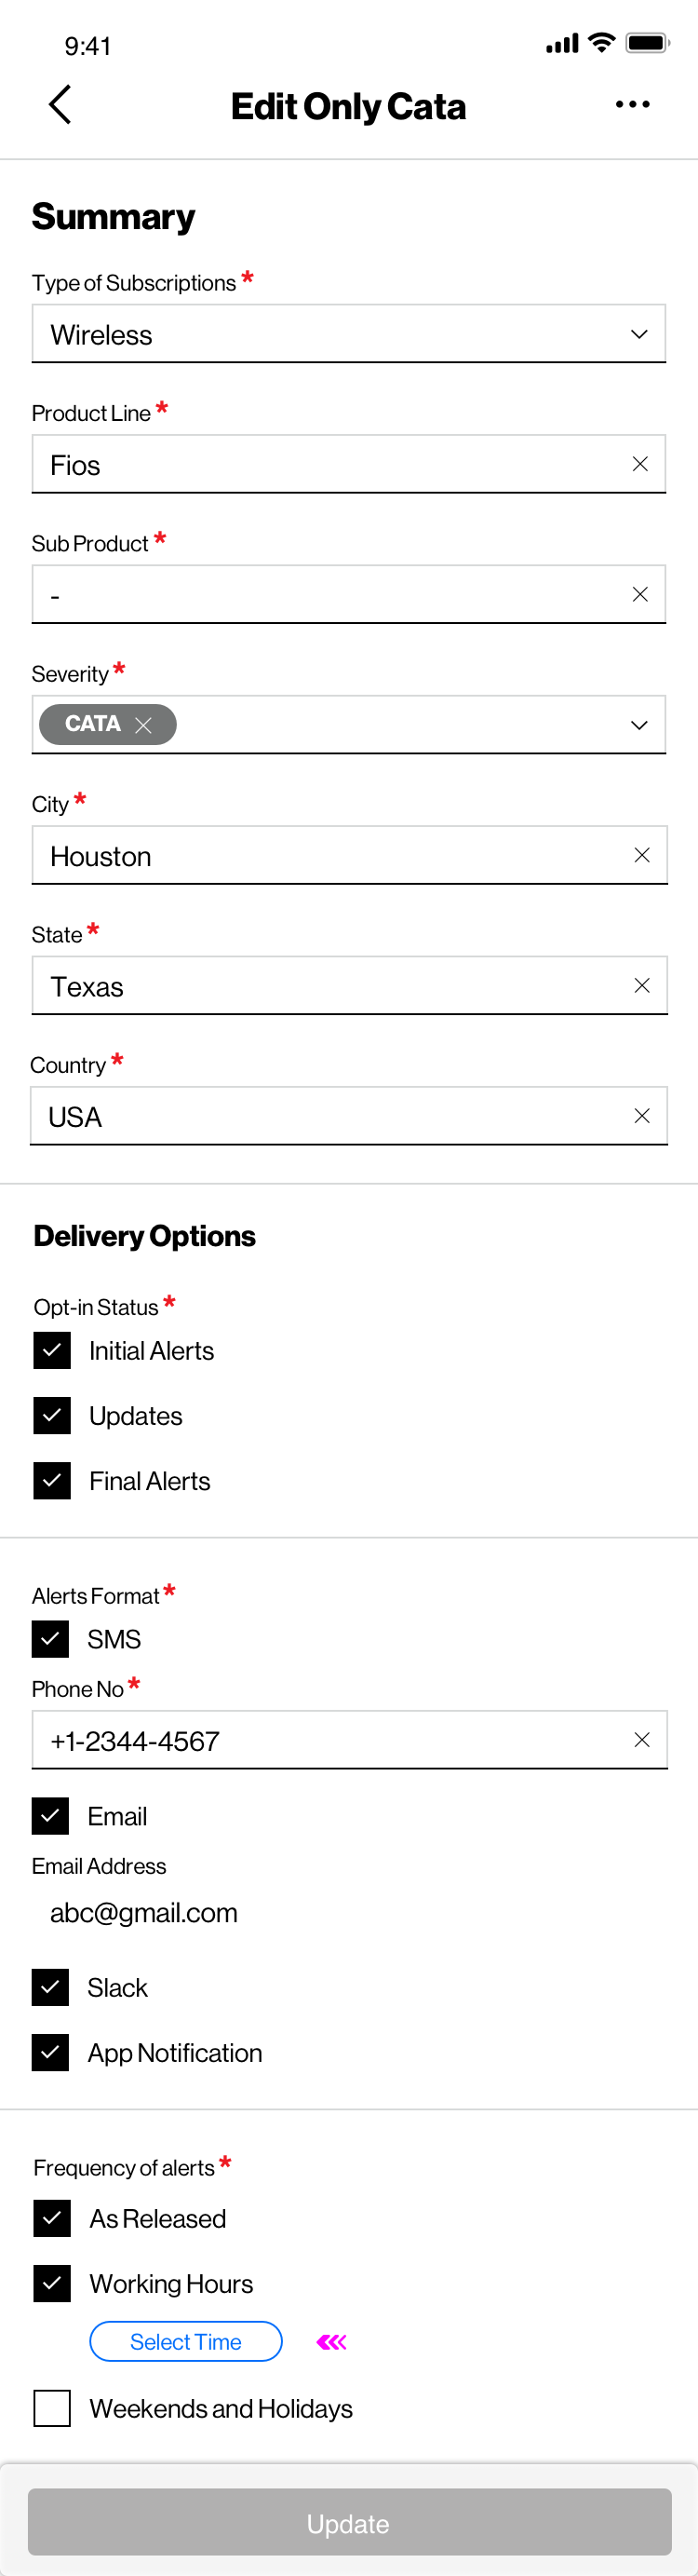 9:41
Edit Only Cata
Summary
Type of Subscriptions *
Wireless
Product Line *
Fios
Sub Product *
-
Severity *
CATA
City *
Houston
State *
Texas
Country *
USA
Delivery Options
Opt-in Status *
Initial Alerts
Updates
Final Alerts
Alerts Format *
SMS
Phone No *
+1-2344-4567
Email
Email Address
abc@gmail.com
Slack
App Notification
Frequency of alerts *
As Released
Working Hours
Select Time
Weekends and Holidays
Update